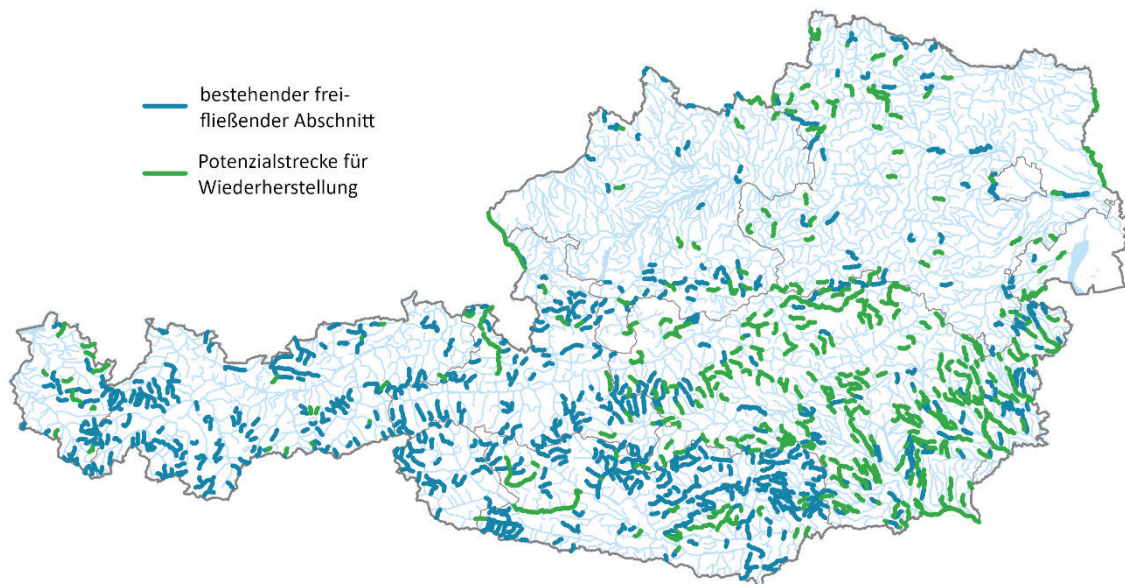 bestehender frei-
fließender Abschnitt
Potenzialstrecke für
Wiederherstellung